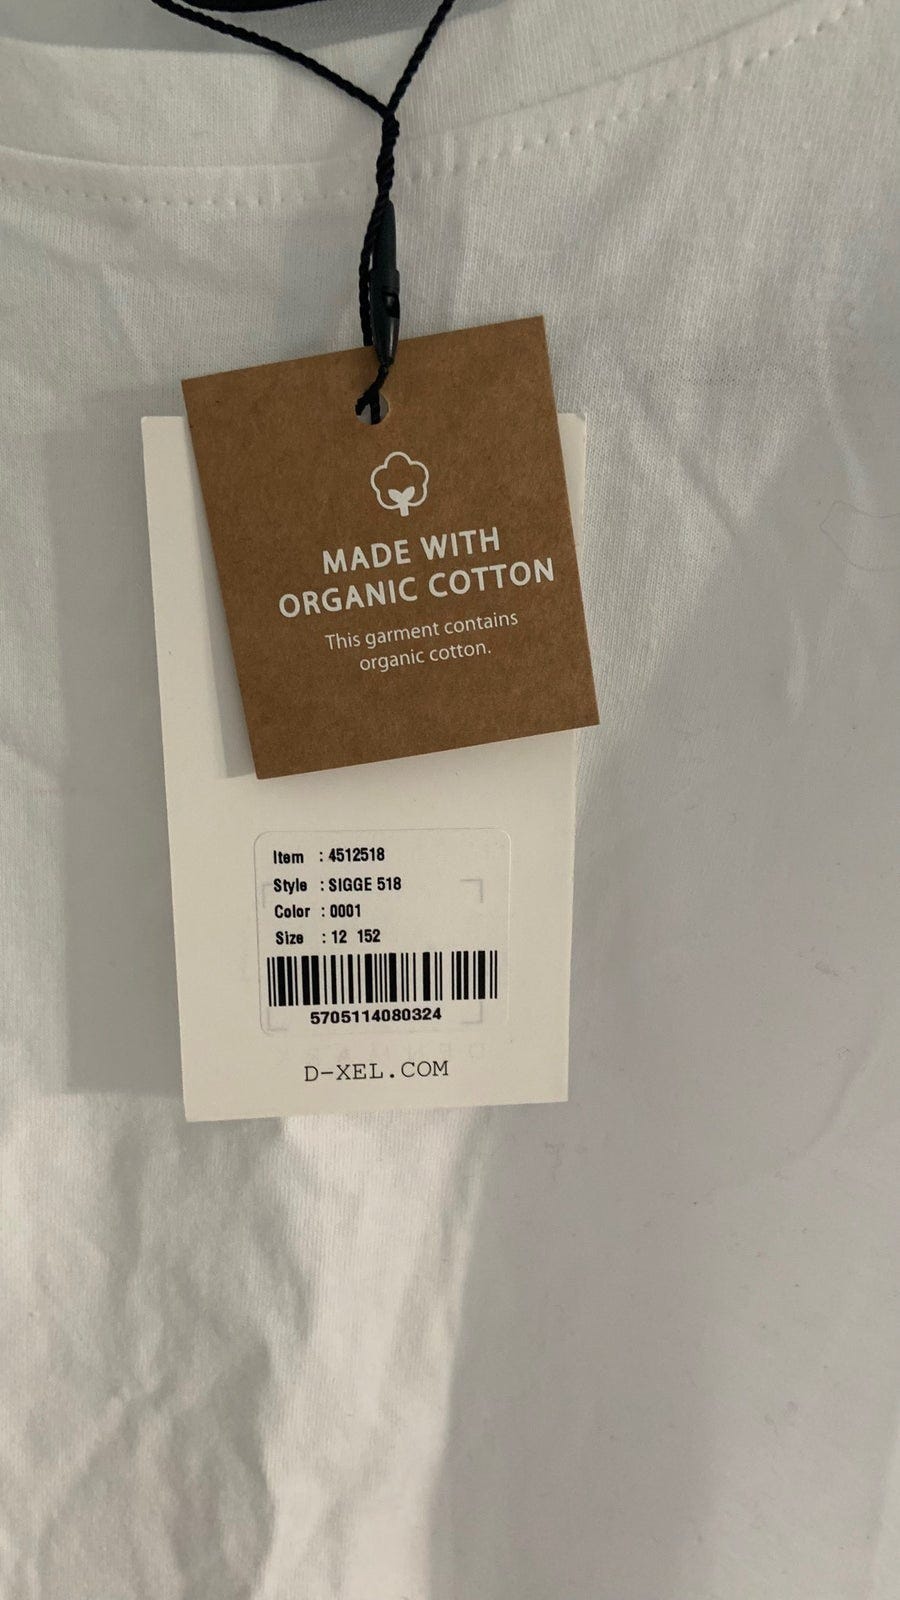 MADE WITH
ORGANIC COTTON
This garment contains
organic cotton.
Item : 4512518
Style : SIGGE 518
Color : 0001
Size : 12 152
5705114080324
D-XEL.COM